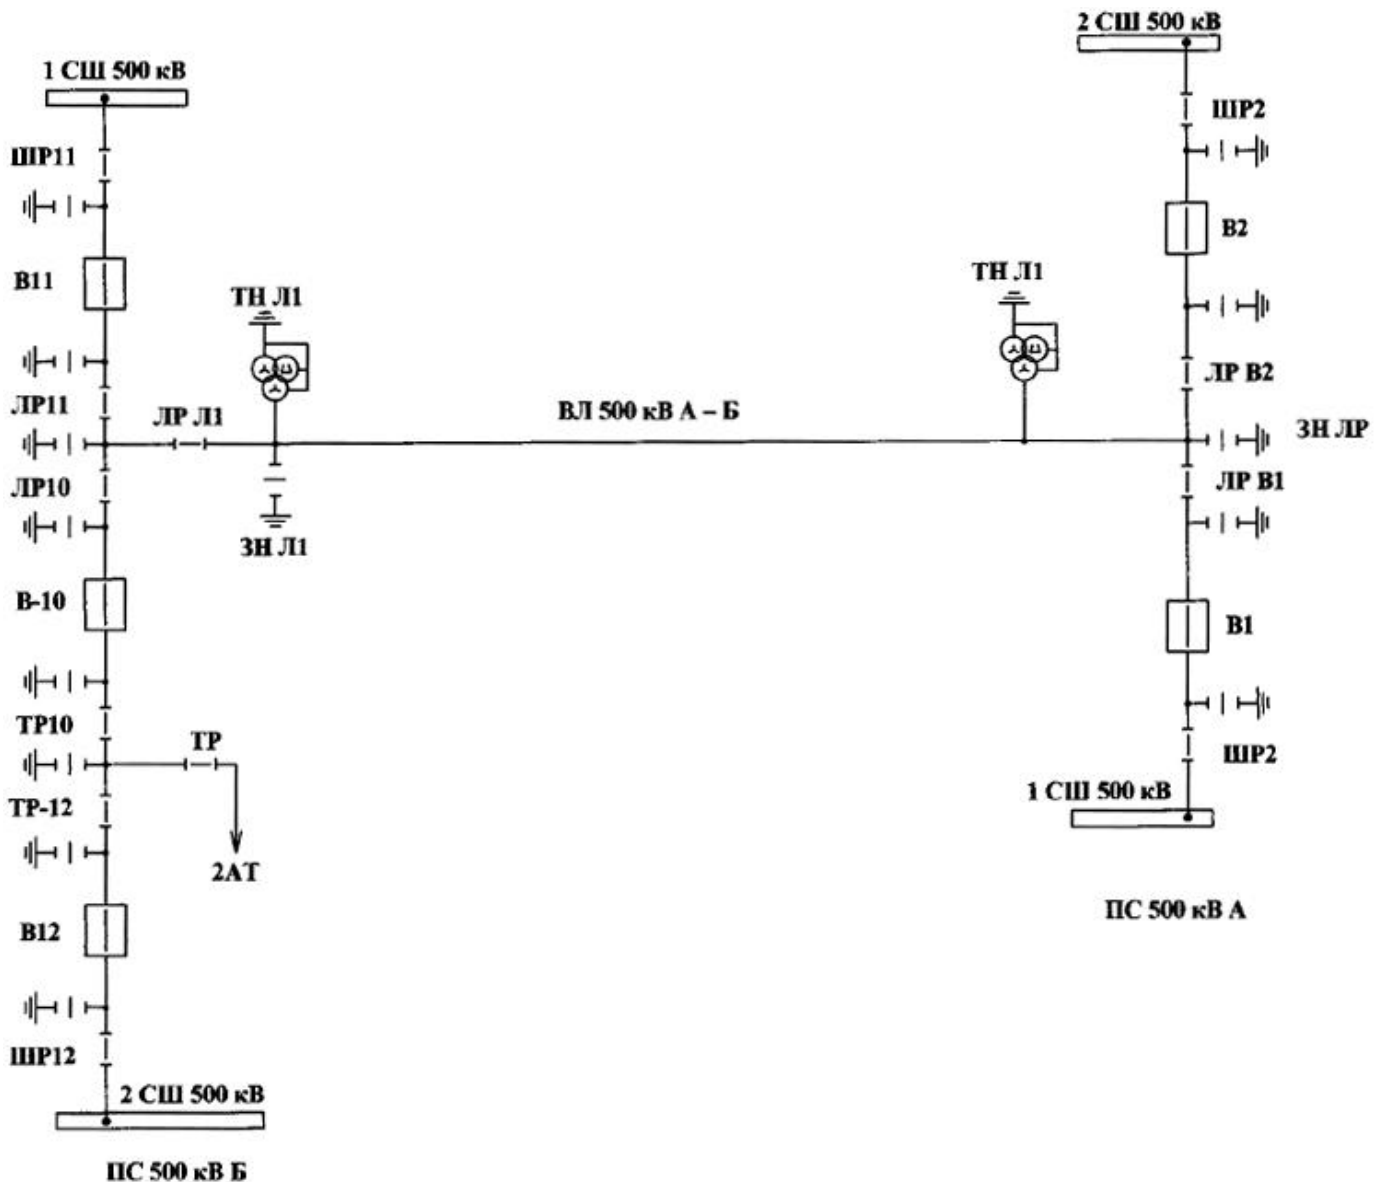 2 СШ 500 кВ
1 СШ 500 кВ
ШР2
ШР11
В2
В11
ТН Л1
ТН Л1
ЛР В2
ЛР11
ЛР Л1
ВЛ 500 кВ А – Б
ЗН ЛР
ЛР10
ЛР В1
ЗН Л1
В-10
В1
ТР10
ТР
ШР2
ТР-12
1 СШ 500 кВ
2АТ
В12
ПС 500 кВ А
ШР12
2 СШ 500 кВ
ПС 500 кВ Б